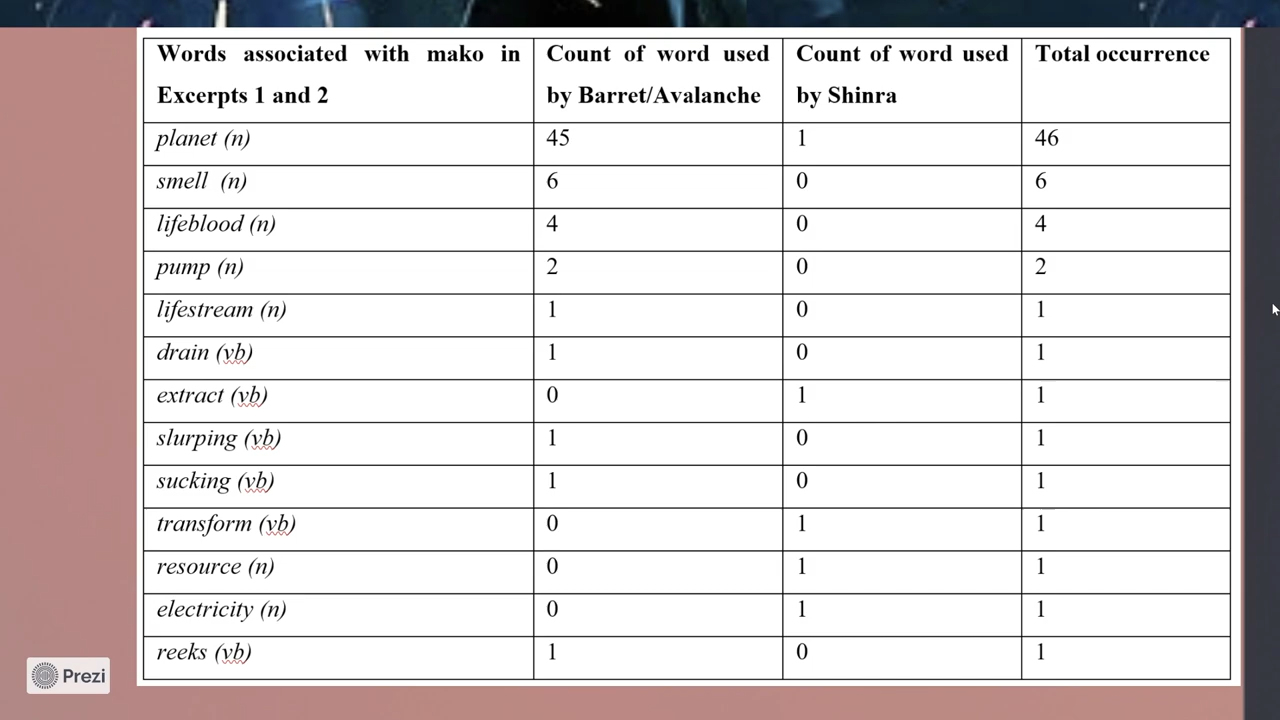 Words associated with mako in Count of word used Count of word used Total occurrence
Excerpts 1 and 2 by Barret/Avalanche by Shinra
planet (n) 45 1 46
smell (n) 6 0 6
lifeblood (n) 4 0 4
pump (n) 2 0 2
lifestream (n) 1 0 1
drain (vb) 1 0 1
extract (vb) 0 1 1
slurping (vb) 1 0 1
sucking (vb) 1 0 1
transform (vb) 0 1 1
resource (n) 0 1 1
electricity (n) 0 1 1
reeks (vb) 1 0 1
Prezi